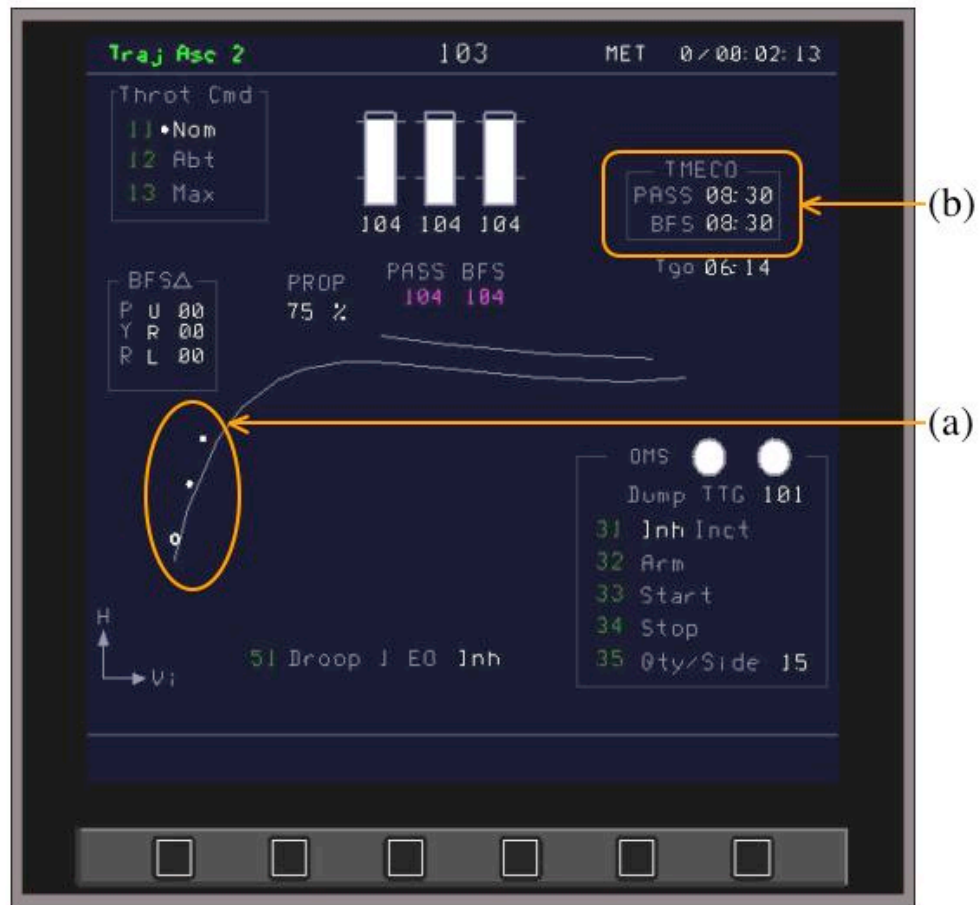 Traj Asc 2 103 MET 0/00:02:13
Throt Cmd
11 •Nom
12 Abt
13 Max
104 104 104
TMECO
PASS 08:30
BFS 08:30
(b)
Tgo 06:14
BFS△
P U 00
Y R 00
R L 00
PROP
75 %
PASS BFS
104 104
(a)
OMS
Dump TTG 101
31 Inh Inct
32 Arm
33 Start
34 Stop
35 Qty/Side 15
H
Vi
51 Droop 1 EO Inh